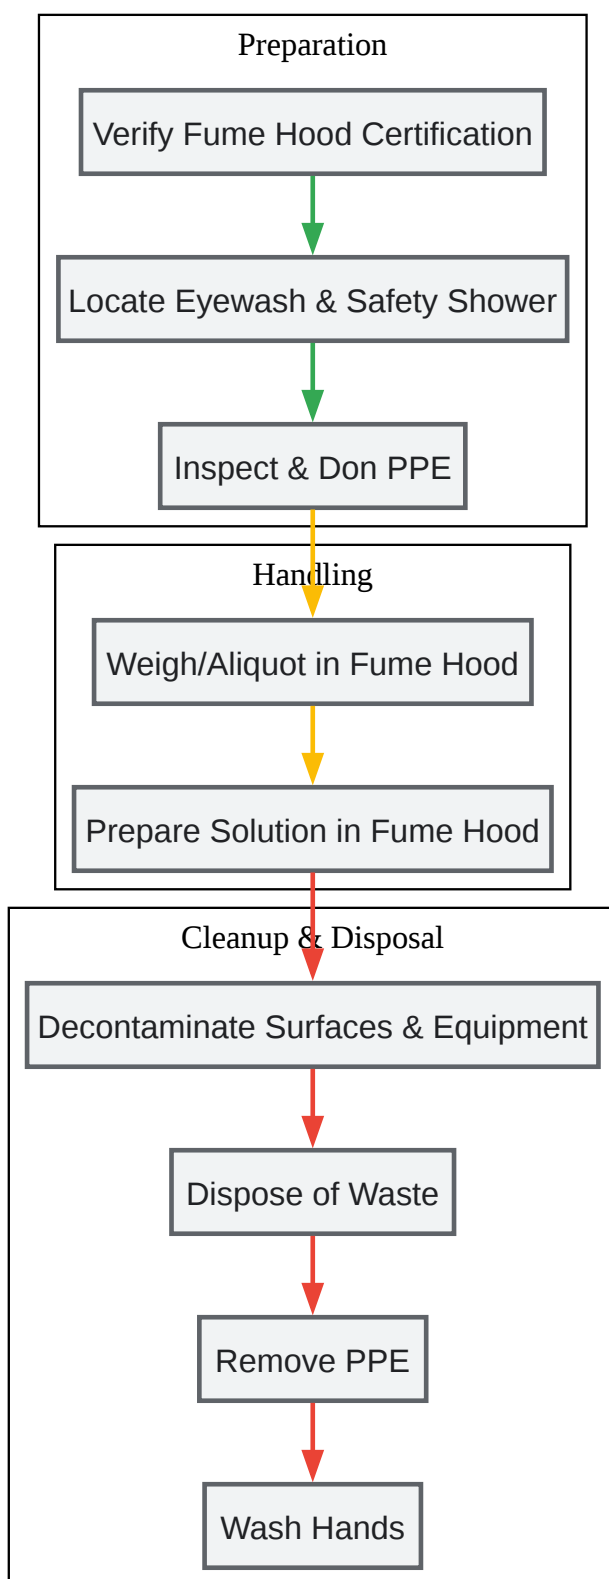 Preparation
Verify Fume Hood Certification
Locate Eyewash & Safety Shower
Inspect & Don PPE
Handling
Weigh/Aliquot in Fume Hood
Prepare Solution in Fume Hood
Cleanup & Disposal
Decontaminate Surfaces & Equipment
Dispose of Waste
Remove PPE
Wash Hands